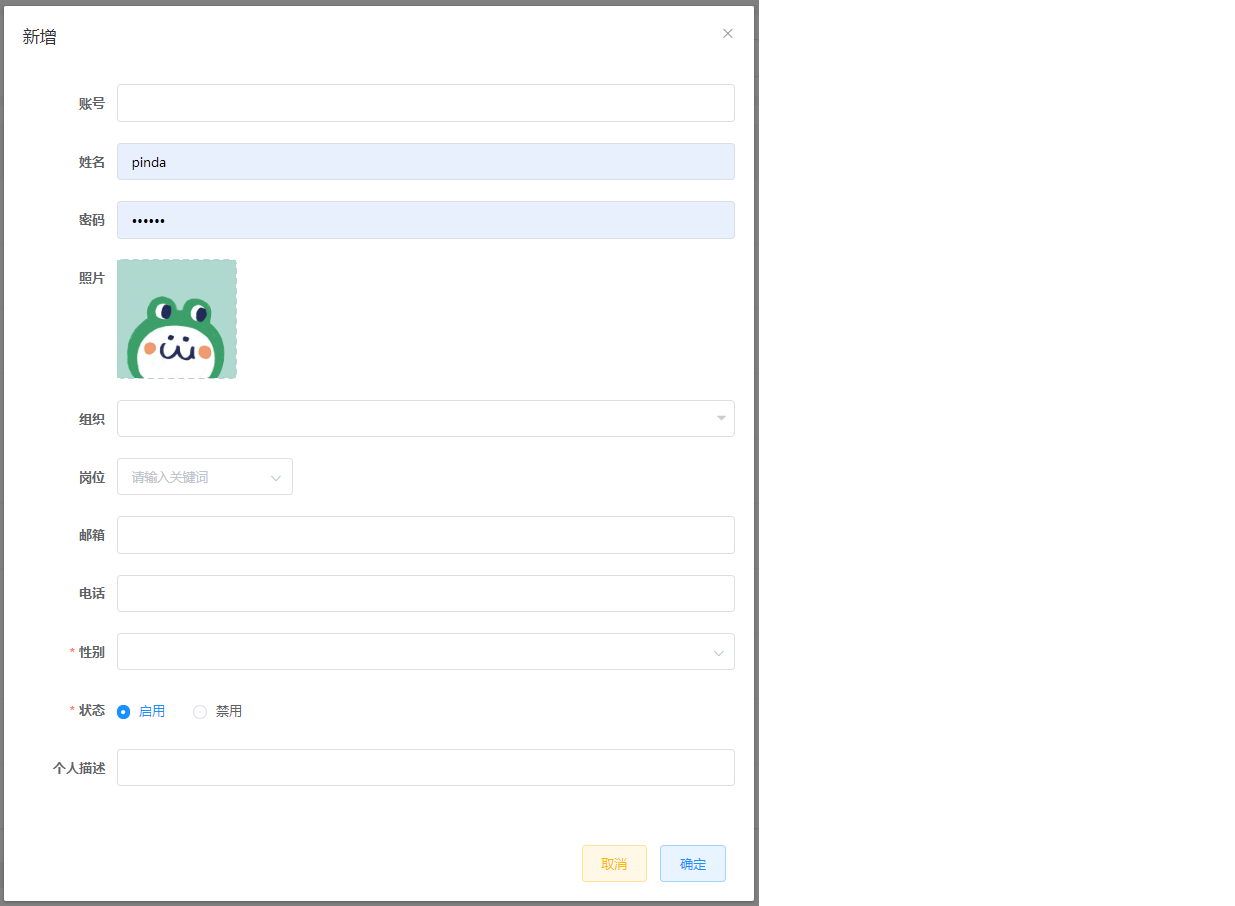 新增
账号
姓名 pinda
密码 ••••••
照片
组织
岗位 请输入关键词
邮箱
电话
* 性别
* 状态 启用 禁用
个人描述
取消 确定